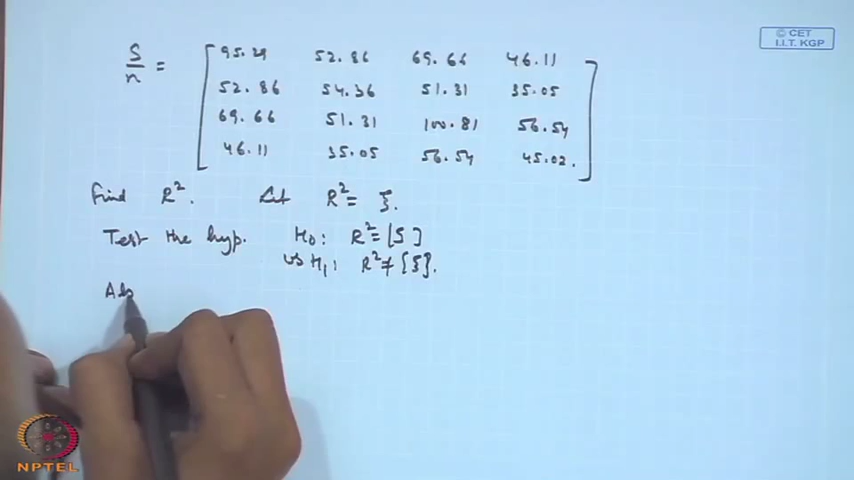 © CET
I.I.T. KGP
S/n = [ 95.29 52.86 69.66 46.11
52.86 54.36 51.31 35.05
69.66 51.31 100.81 56.54
46.11 35.05 56.54 45.02. ]
Find R². Let R² = ξ.
Test the hyp. H₀: R² = [ξ]
vs H₁: R² ≠ {ξ}.
Als
NPTEL